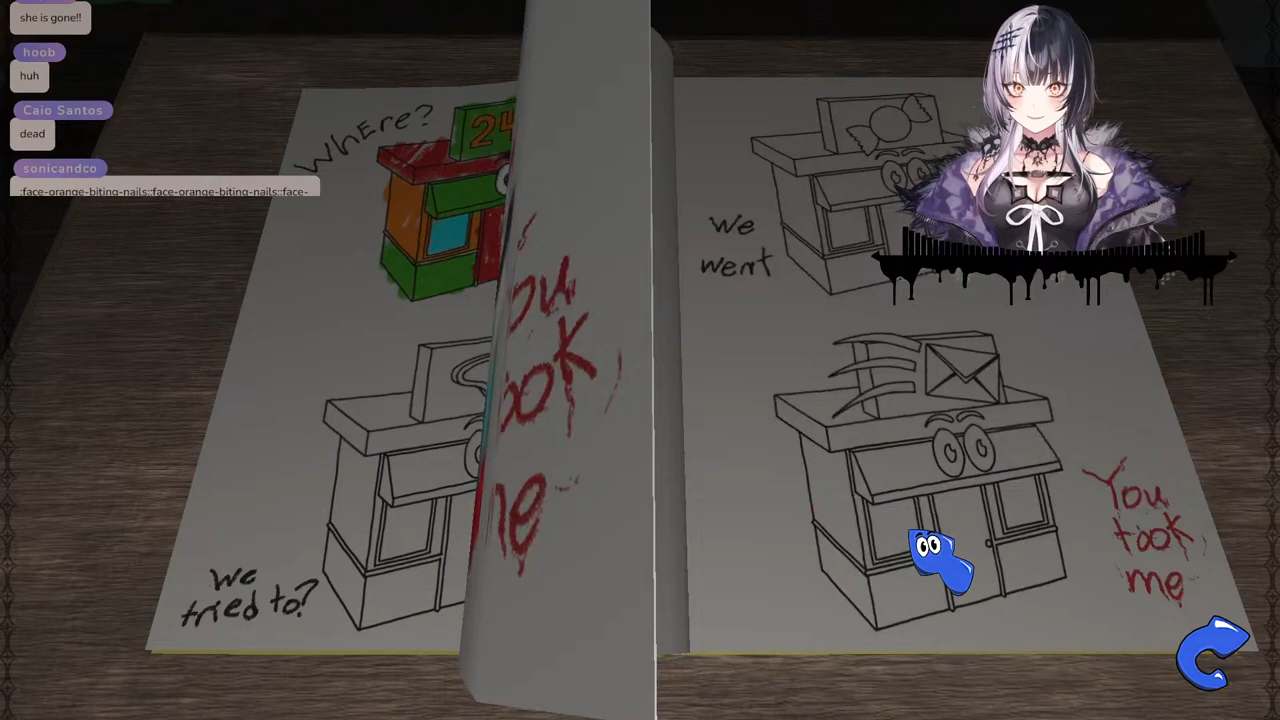 she is gone!!
hoob
huh
Caio Santos
dead
sonicandco
:face-orange-biting-nails::face-orange-biting-nails::face-
WhErE?
24
We
tried to?
We
went
You
took
me